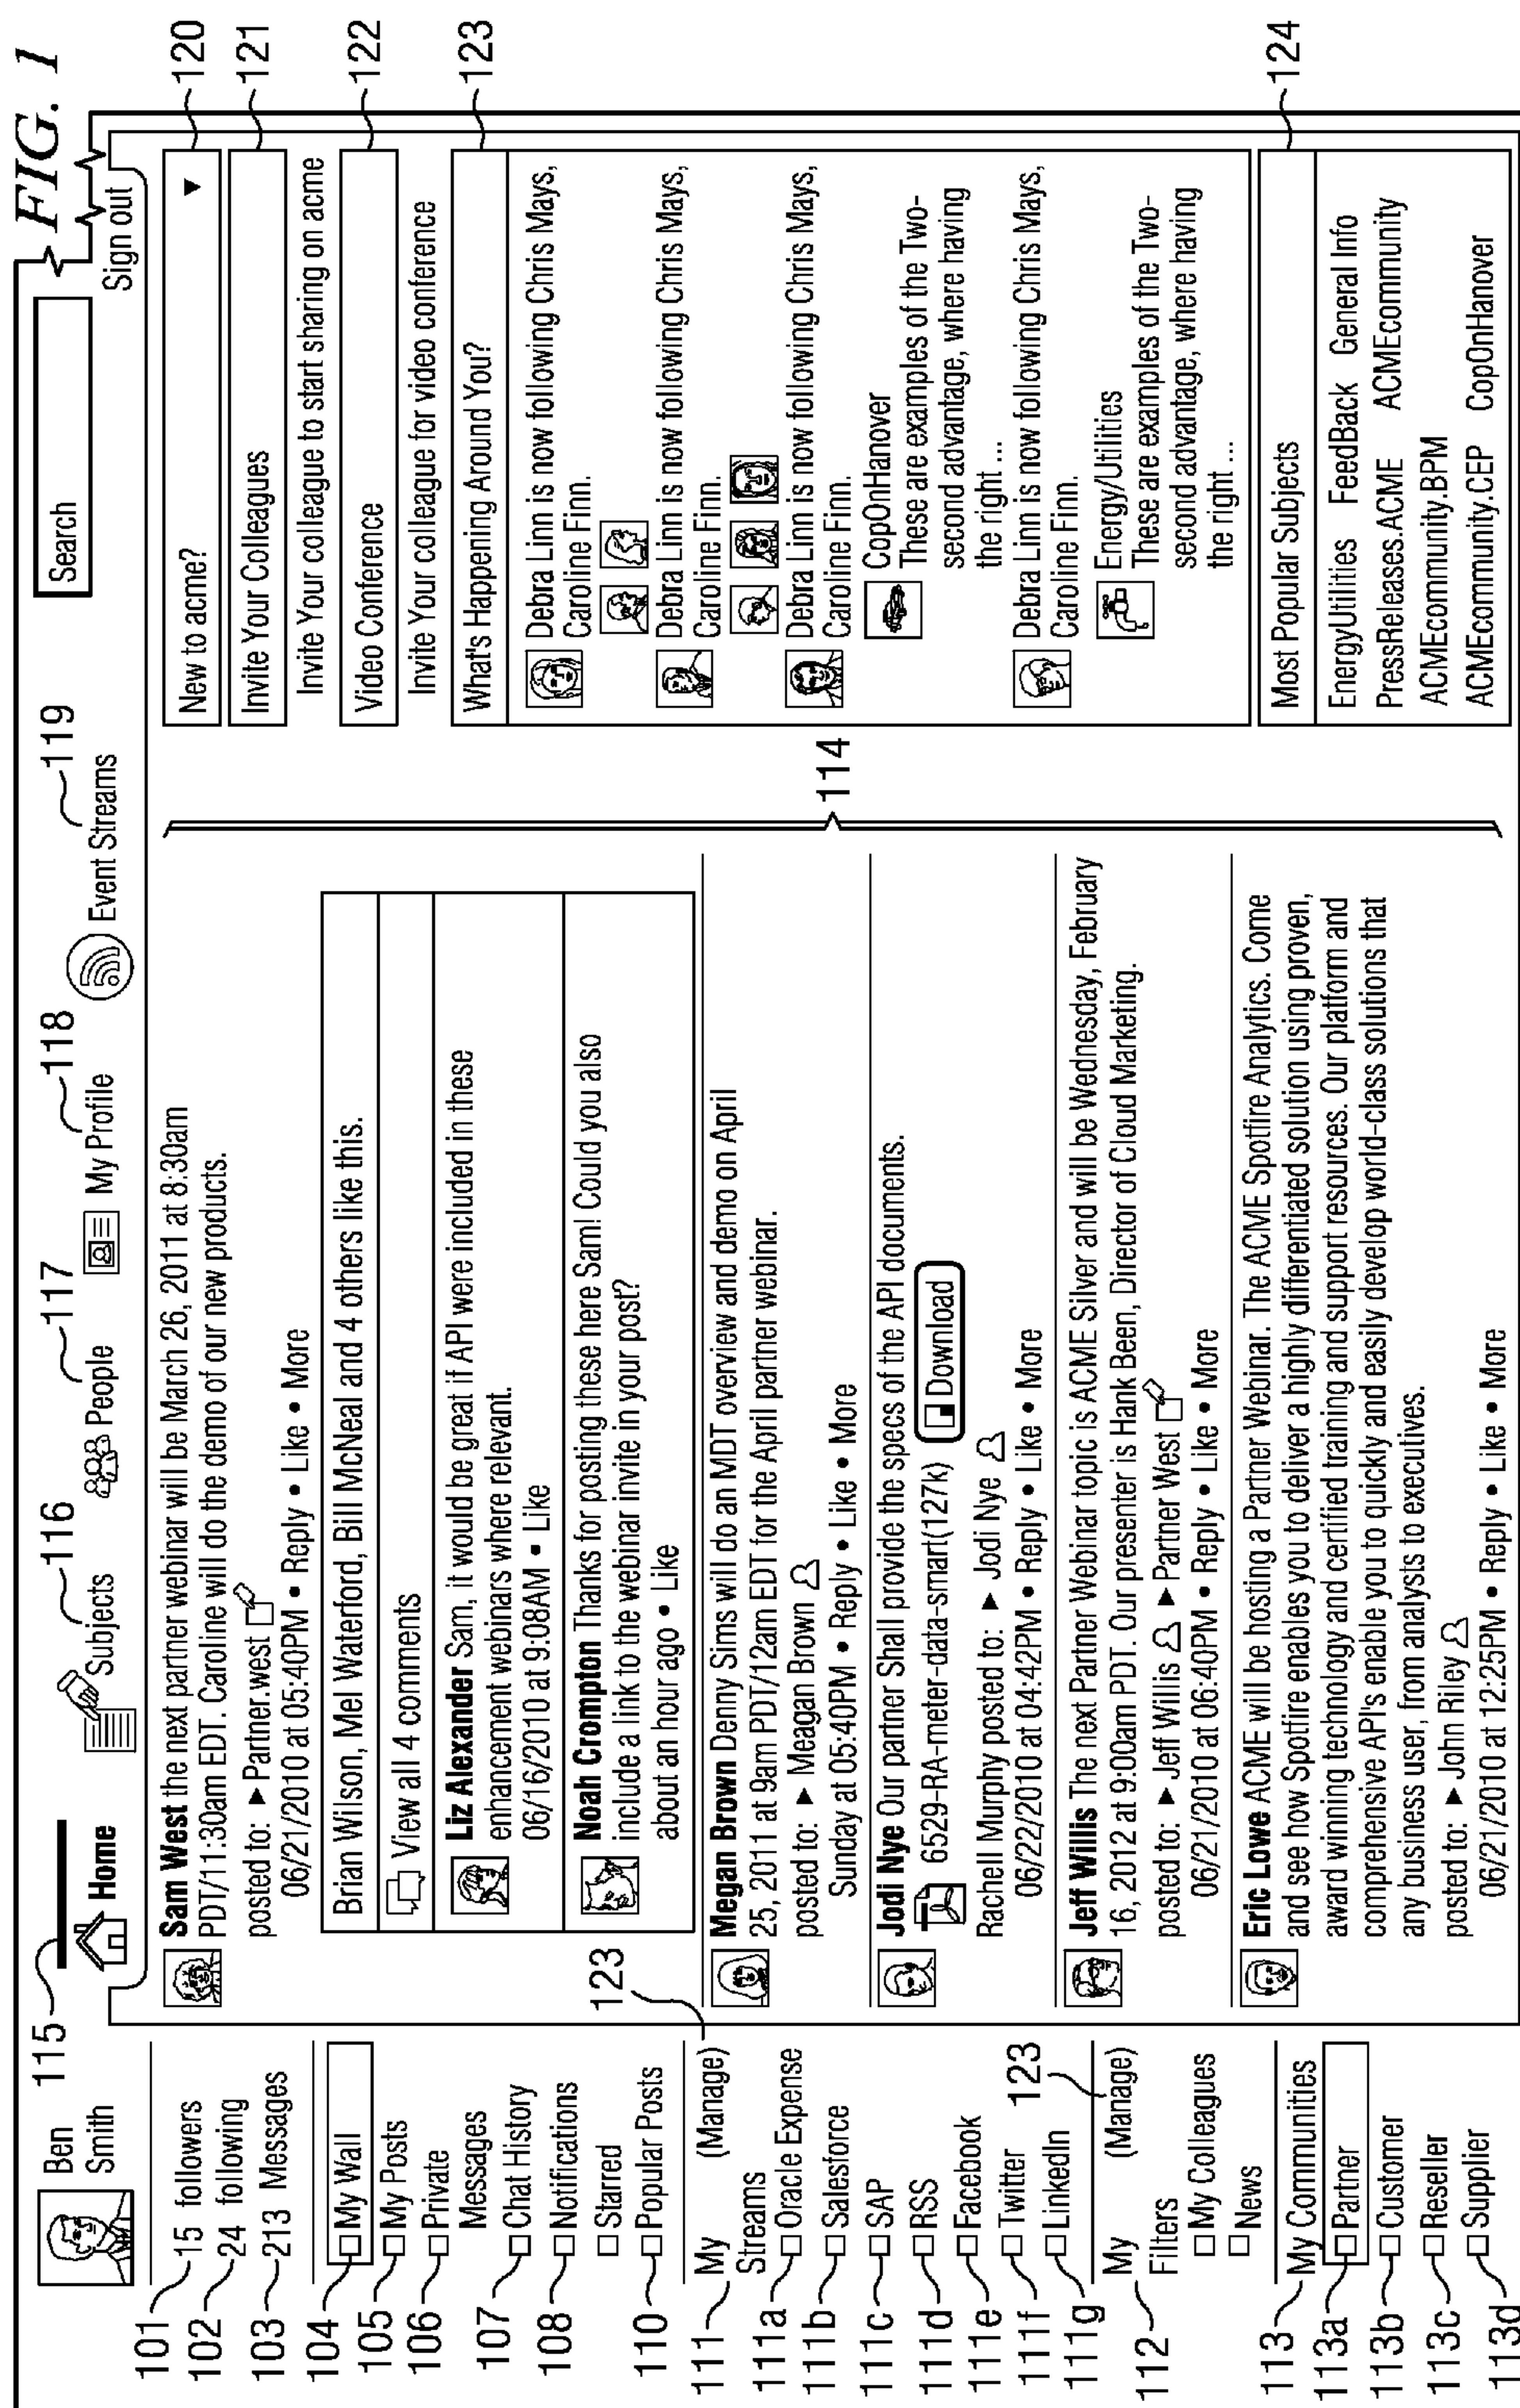 FIG. 1
Ben
Smith
115
Home
116
Subjects
117
People
118
My Profile
119
Event Streams
Search
Sign out
101
15 followers
102
24 following
103
213 Messages
104
My Wall
105
My Posts
106
Private
Messages
107
Chat History
108
Notifications
Starred
110
Popular Posts
111
My (Manage)
Streams
123
111a
Oracle Expense
111b
Salesforce
111c
SAP
111d
RSS
111e
Facebook
111f
Twitter
111g
LinkedIn
112
My (Manage)
Filters
123
My Colleagues
News
113
My Communities
113a
Partner
113b
Customer
113c
Reseller
113d
Supplier
Sam West the next partner webinar will be March 26, 2011 at 8:30am
PDT/11:30am EDT. Caroline will do the demo of our new products.
posted to: ► Partner.west
06/21/2010 at 05:40PM • Reply • Like • More
Brian Wilson, Mel Waterford, Bill McNeal and 4 others like this.
View all 4 comments
Liz Alexander Sam, it would be great if API were included in these
enhancement webinars where relevant.
06/16/2010 at 9:08AM • Like
Noah Crompton Thanks for posting these here Sam! Could you also
include a link to the webinar invite in your post?
about an hour ago • Like
Megan Brown Denny Sims will do an MDT overview and demo on April
25, 2011 at 9am PDT/12am EDT for the April partner webinar.
posted to: ► Meagan Brown
Sunday at 05:40PM • Reply • Like • More
Jodi Nye Our partner Shall provide the specs of the API documents.
6529-RA-meter-data-smart(127k) Download
Rachell Murphy posted to: ► Jodi Nye
06/22/2010 at 04:42PM • Reply • Like • More
Jeff Willis The next Partner Webinar topic is ACME Silver and will be Wednesday, February
16, 2012 at 9:00am PDT. Our presenter is Hank Been, Director of Cloud Marketing.
posted to: ► Jeff Willis ► Partner West
06/21/2010 at 06:40PM • Reply • Like • More
Eric Lowe ACME will be hosting a Partner Webinar. The ACME Spotfire Analytics. Come
and see how Spotfire enables you to deliver a highly differentiated solution using proven,
award winning technology and certified training and support resources. Our platform and
comprehensive API's enable you to quickly and easily develop world-class solutions that
any business user, from analysts to executives.
posted to: ► John Riley
06/21/2010 at 12:25PM • Reply • Like • More
114
New to acme? ▼
120
Invite Your Colleagues
121
Invite Your colleague to start sharing on acme
Video Conference
122
Invite Your colleague for video conference
What's Happening Around You?
123
Debra Linn is now following Chris Mays,
Caroline Finn.
Debra Linn is now following Chris Mays,
Caroline Finn.
Debra Linn is now following Chris Mays,
Caroline Finn.
CopOnHanover
These are examples of the Two-
second advantage, where having
the right ...
Debra Linn is now following Chris Mays,
Caroline Finn.
Energy/Utilities
These are examples of the Two-
second advantage, where having
the right ...
Most Popular Subjects
124
EnergyUtilities FeedBack General Info
PressReleases.ACME ACMEcommunity
ACMEcommunity.BPM
ACMEcommunity.CEP CopOnHanover